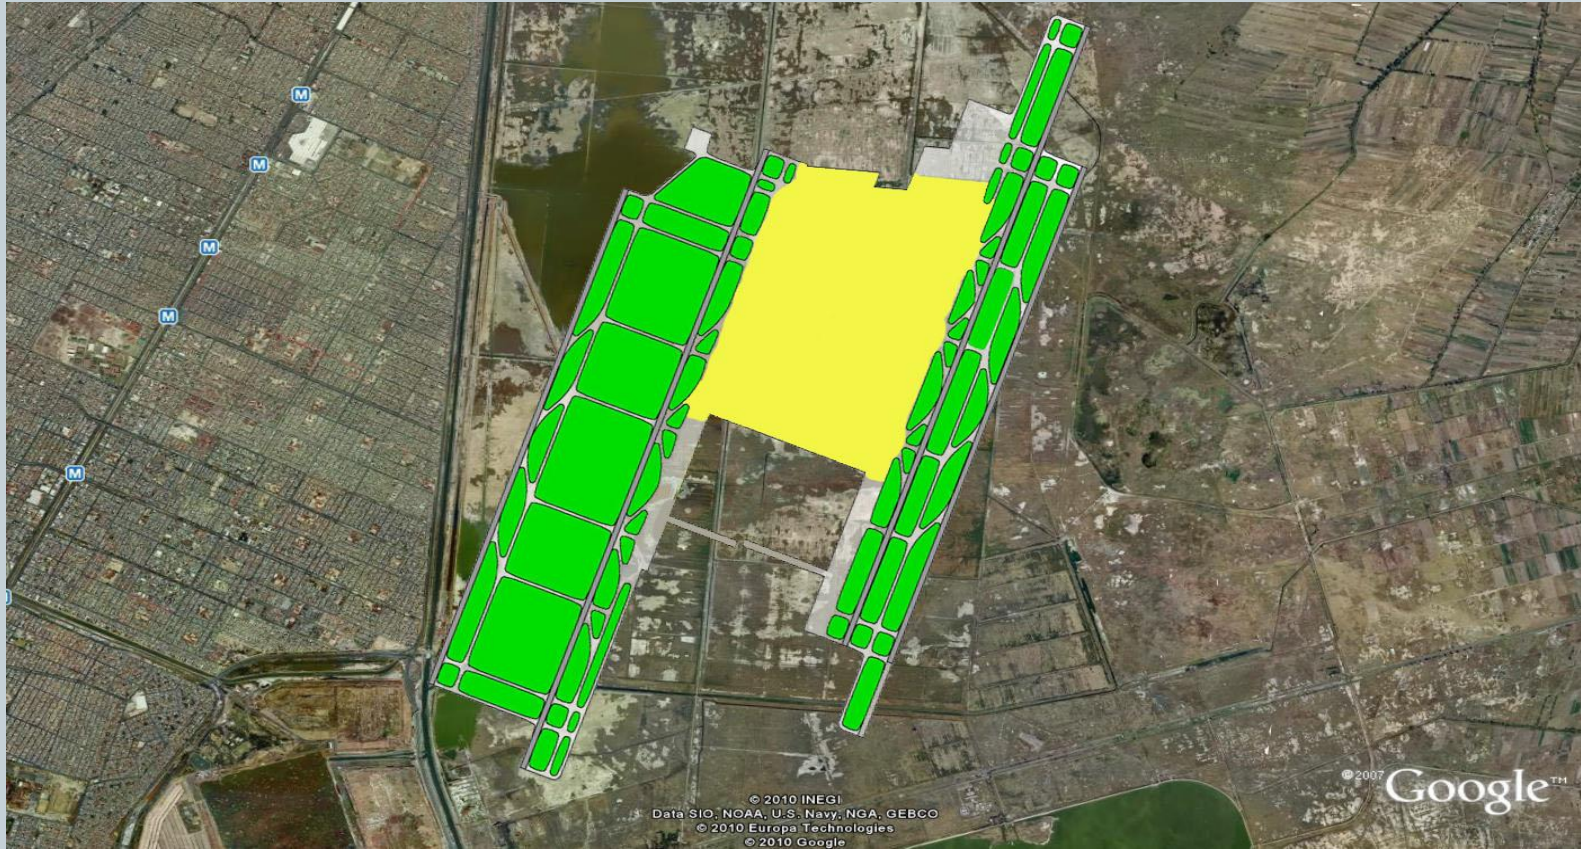 M
M
M
M
M
©2007 Google™
© 2010 INEGI
Data SIO, NOAA, U.S. Navy, NGA, GEBCO
© 2010 Europa Technologies
© 2010 Google